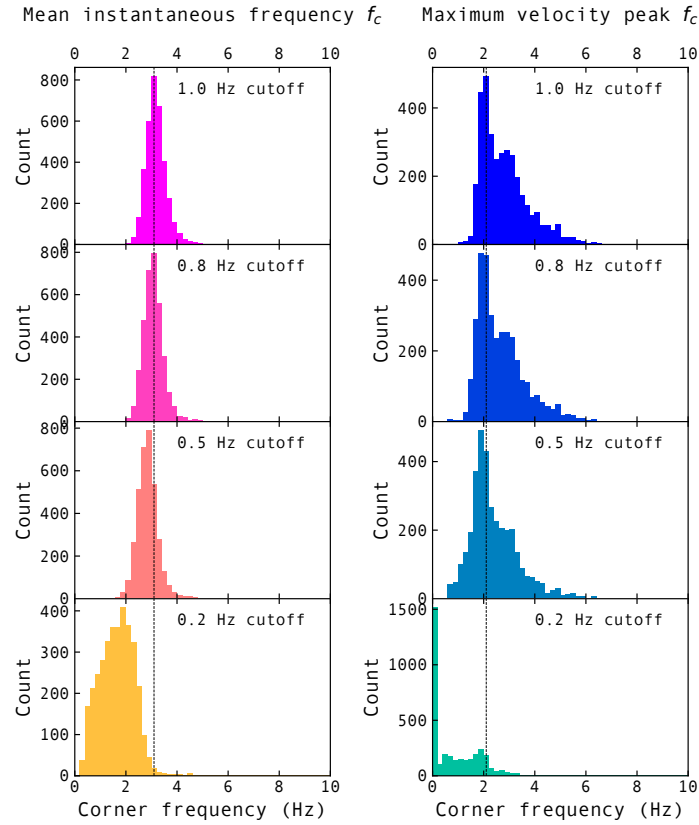 Mean instantaneous frequency f_c
Maximum velocity peak f_c
0 2 4 6 8 10
0 2 4 6 8 10
800
600
400
200
0
Count
1.0 Hz cutoff
400
200
0
Count
1.0 Hz cutoff
800
600
400
200
0
Count
0.8 Hz cutoff
400
200
0
Count
0.8 Hz cutoff
800
600
400
200
0
Count
0.5 Hz cutoff
400
200
0
Count
0.5 Hz cutoff
400
300
200
100
0
Count
0.2 Hz cutoff
1500
1000
500
0
Count
0.2 Hz cutoff
0 2 4 6 8 10
0 2 4 6 8 10
Corner frequency (Hz)
Corner frequency (Hz)